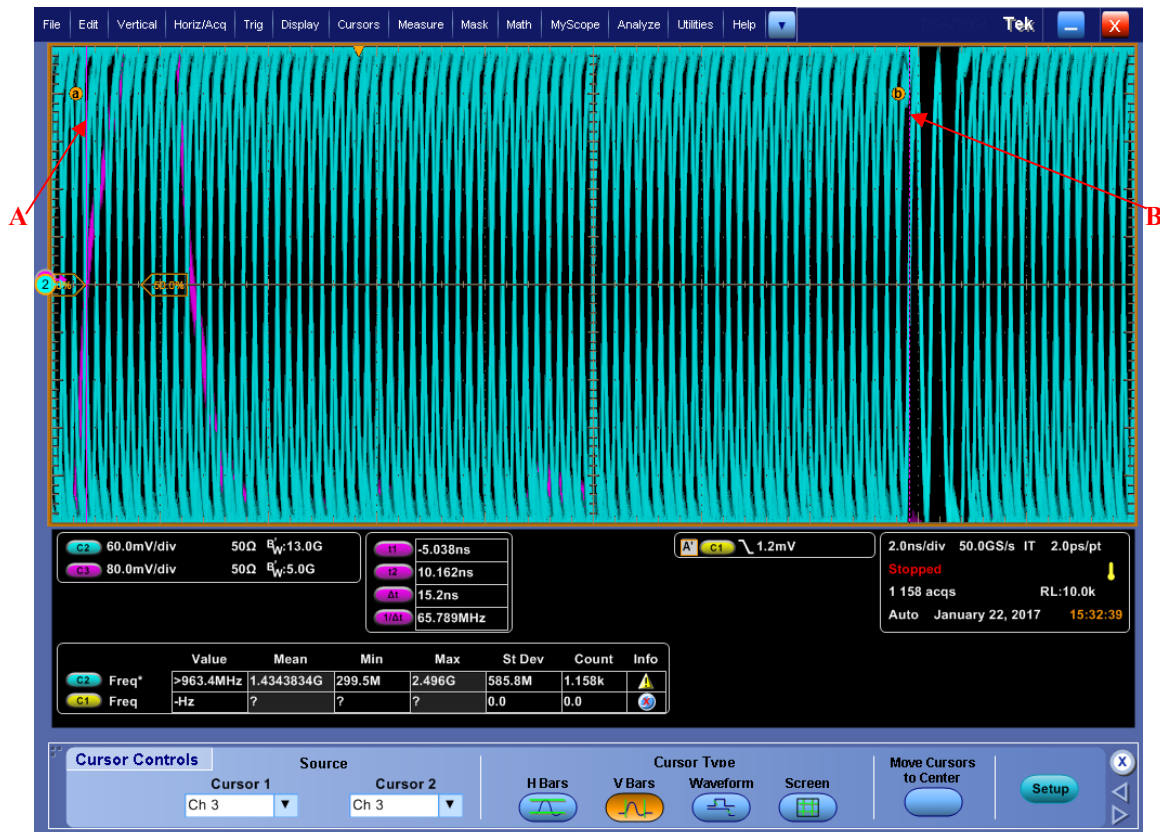 File Edit Vertical Horiz/Acq Trig Display Cursors Measure Mask Math MyScope Analyze Utilities Help Tek X
a b
A
B
2 50.0%
C2 60.0mV/div 50Ω BW:13.0G
C3 80.0mV/div 50Ω BW:5.0G
t1 -5.038ns
t2 10.162ns
Δt 15.2ns
1/Δt 65.789MHz
A' C1 1.2mV
2.0ns/div 50.0GS/s IT 2.0ps/pt
Stopped
1 158 acqs RL:10.0k
Auto January 22, 2017 15:32:39
Value Mean Min Max St Dev Count Info
C2 Freq* >963.4MHz 1.4343834G 299.5M 2.496G 585.8M 1.158k
C1 Freq -Hz ? ? ? 0.0 0.0
Cursor Controls Source Cursor Type Move Cursors
to Center
Cursor 1 Cursor 2 H Bars V Bars Waveform Screen
Ch 3 Ch 3
Setup
X